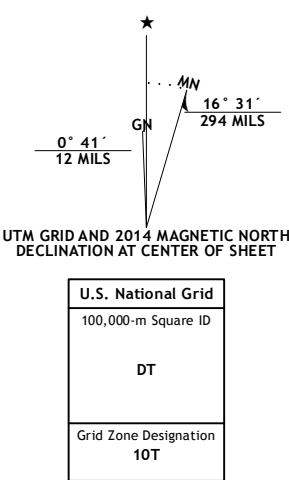 MN
GN
16° 31´
294 MILS
0° 41´
12 MILS
UTM GRID AND 2014 MAGNETIC NORTH
DECLINATION AT CENTER OF SHEET
U.S. National Grid
100,000-m Square ID
DT
Grid Zone Designation
10T